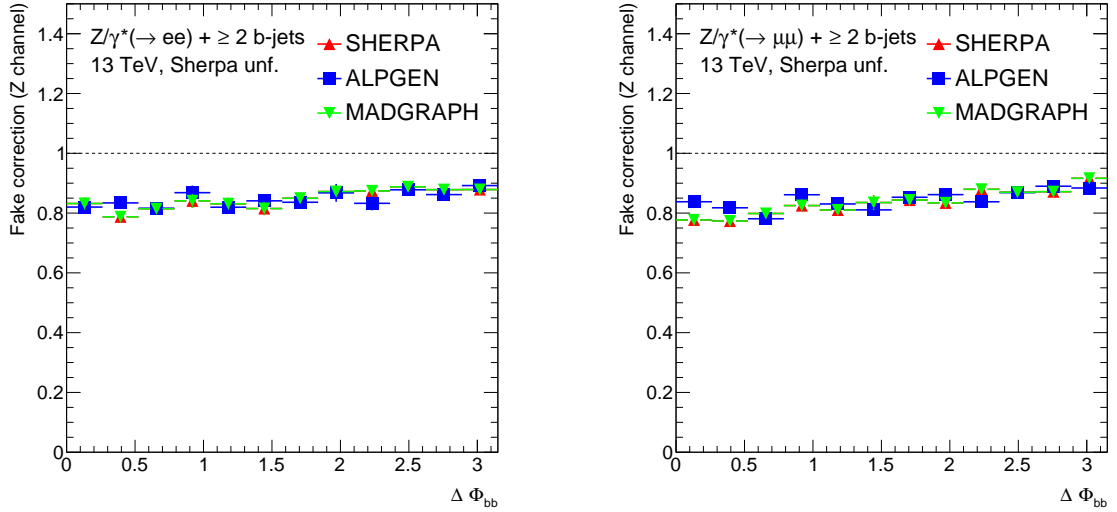 Z/γ*(→ ee) + ≥ 2 b-jets
13 TeV, Sherpa unf.
SHERPA
ALPGEN
MADGRAPH
Fake correction (Z channel)
1.4
1.2
1
0.8
0.6
0.4
0.2
0
0 0.5 1 1.5 2 2.5 3
Δ Φbb
Z/γ*(→ μμ) + ≥ 2 b-jets
13 TeV, Sherpa unf.
SHERPA
ALPGEN
MADGRAPH
Fake correction (Z channel)
1.4
1.2
1
0.8
0.6
0.4
0.2
0
0 0.5 1 1.5 2 2.5 3
Δ Φbb